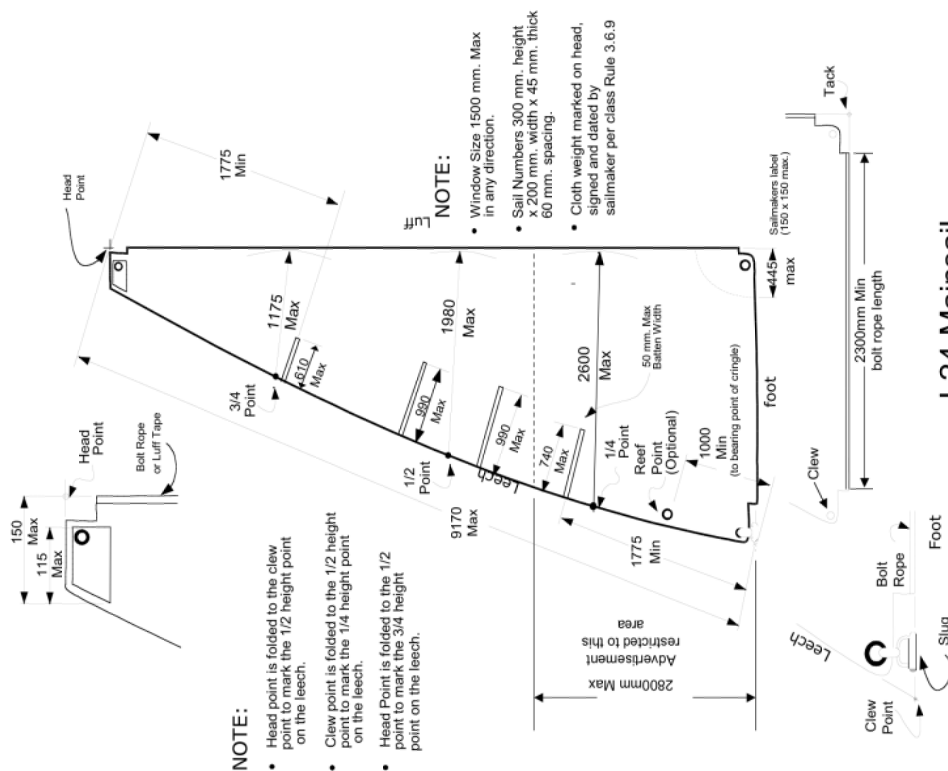 150
Max
115
Max
Head
Point
Bolt Rope
or Luff Tape
Head
Point
1775
Min
NOTE:
• Head point is folded to the clew
point to mark the 1/2 height point
on the leech.
• Clew point is folded to the 1/2 height
point to mark the 1/4 height point
on the leech.
• Head Point is folded to the 1/2
point to mark the 3/4 height
point on the leech.
3/4
Point
1175
Max
610
Max
Luff
NOTE:
• Window Size 1500 mm. Max
in any direction.
• Sail Numbers 300 mm. height
x 200 mm. width x 45 mm. thick
60 mm. spacing.
• Cloth weight marked on head,
signed and dated by
sailmaker per class Rule 3.6.9
1/2
Point
990
Max
1980
Max
9170
Max
Leech
990
Max
740
Max
2600
Max
50 mm. Max
Batten Width
1/4
Point
Reef
Point
(Optional)
1775
Min
1000
Min
(to bearing point of cringle)
foot
445
max
Sailmakers label
(150 x 150 max.)
2800mm Max
Advertisement
restricted to this
area
Tack
2300mm Min
bolt rope length
Clew
Leech
Bolt
Rope
Foot
Clew
Point
Slug